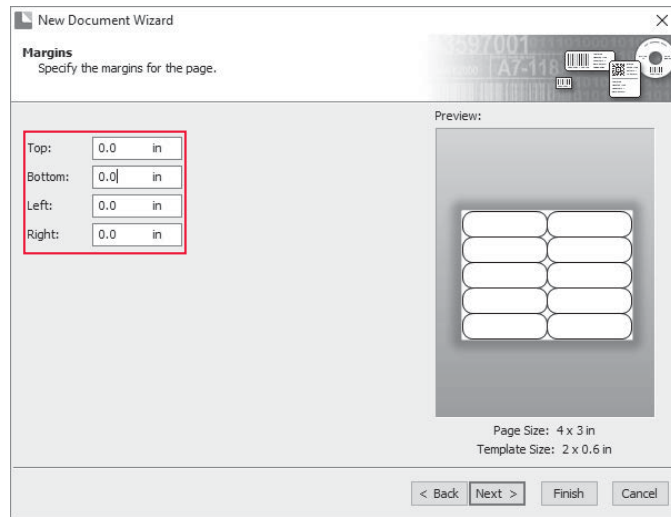 New Document Wizard
Margins
Specify the margins for the page.
A7-118
Preview:
Top: 0.0 in
Bottom: 0.0 in
Left: 0.0 in
Right: 0.0 in
Page Size: 4 x 3 in
Template Size: 2 x 0.6 in
< Back Next > Finish Cancel